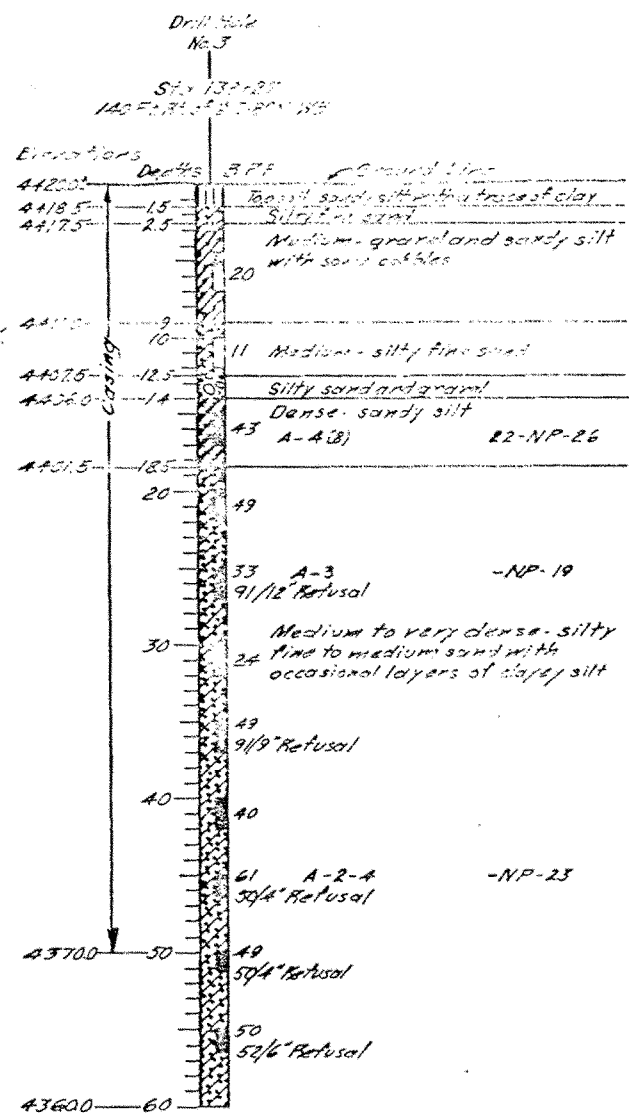 Drill Hole
No. 3
Sta 132+25
Elevations Depths B.P.F. Ground Line
4420.0±
Topsoil sandy silt with a trace of clay
4418.5 1.5
Silty fine sand
4417.5 2.5
Medium- gravel and sandy silt
with some cobbles
20
9
10
11 Medium- silty fine sand
4407.5 12.5
Silty sand and gravel
4406.0 14
Dense- sandy silt
43 A-4(8) 22-NP-26
4401.5 18.5
20
49
33 A-3 -NP-19
91/12" Refusal
Medium to very dense- silty
30
fine to medium sand with
24
occasional layers of clayey silt
49
91/9" Refusal
40
40
61 A-2-4 -NP-23
50/4" Refusal
4370.0 50 49
50/4" Refusal
50
52/6" Refusal
4360.0 60
Casing